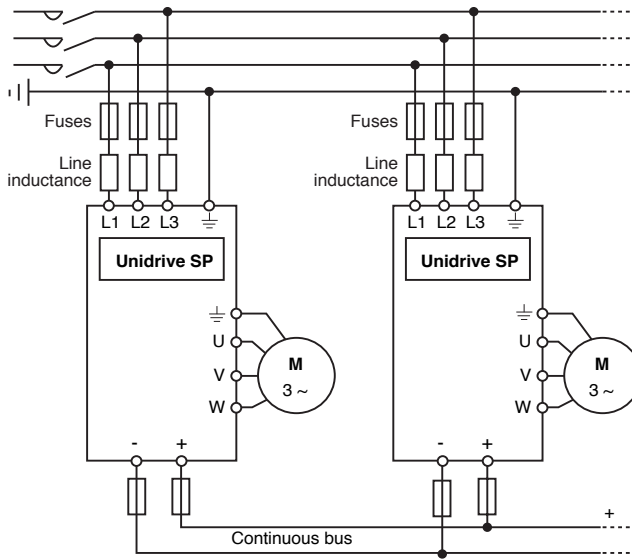 Fuses
Fuses
Line
inductance
Line
inductance
L1 L2 L3
L1 L2 L3
Unidrive SP
Unidrive SP
U
V
W
M
3 ~
U
V
W
M
3 ~
- +
- +
+
Continuous bus